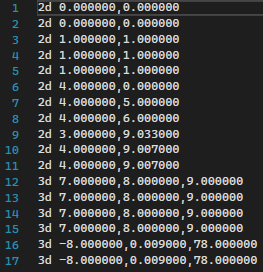 1 2d 0.000000,0.000000
2 2d 0.000000,0.000000
3 2d 1.000000,1.000000
4 2d 1.000000,1.000000
5 2d 1.000000,1.000000
6 2d 4.000000,0.000000
7 2d 4.000000,5.000000
8 2d 4.000000,6.000000
9 2d 3.000000,9.033000
10 2d 4.000000,9.007000
11 2d 4.000000,9.007000
12 3d 7.000000,8.000000,9.000000
13 3d 7.000000,8.000000,9.000000
14 3d 7.000000,8.000000,9.000000
15 3d 7.000000,8.000000,9.000000
16 3d -8.000000,0.009000,78.000000
17 3d -8.000000,0.009000,78.000000